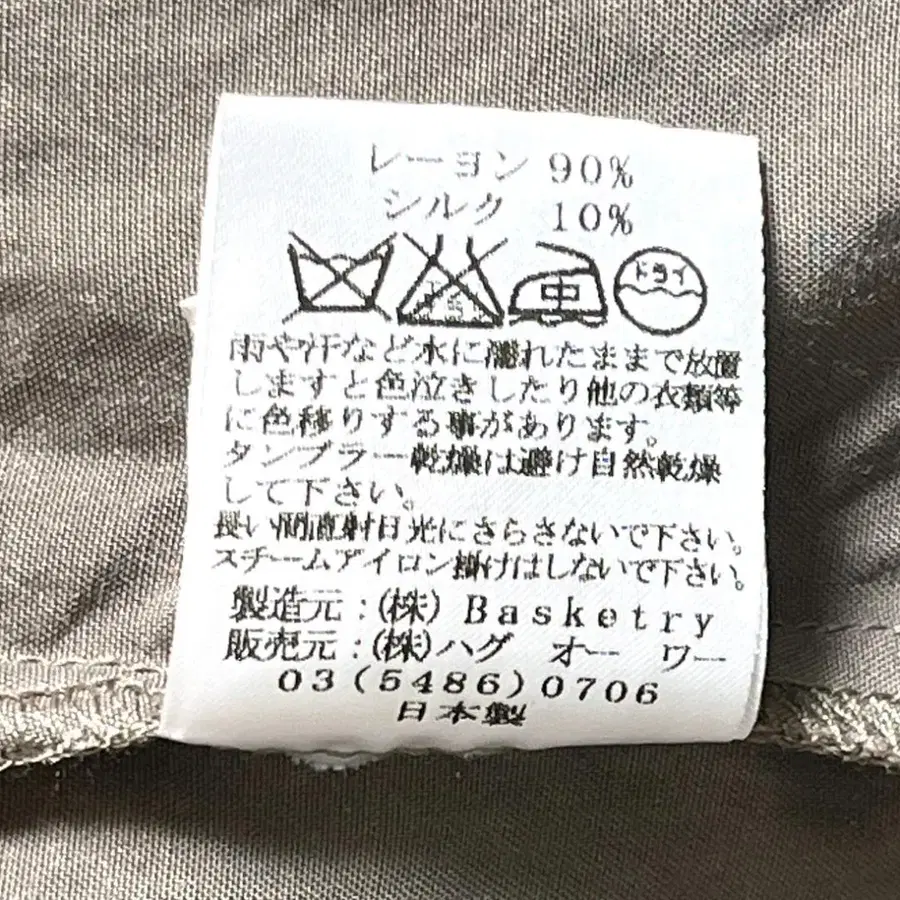 レーヨン 90%
シルク 10%
中 ドライ
雨や汗など水に濡れたままで放置
しますと色泣きしたり他の衣類等
に色移りする事があります。
タンブラー乾燥は避け自然乾燥
して下さい。
長い間直射日光にさらさないで下さい。
スチームアイロン掛けはしないで下さい。
製造元:(株) Basketry
販売元:(株)ハグ オー ワー
03(5486)0706
日本製